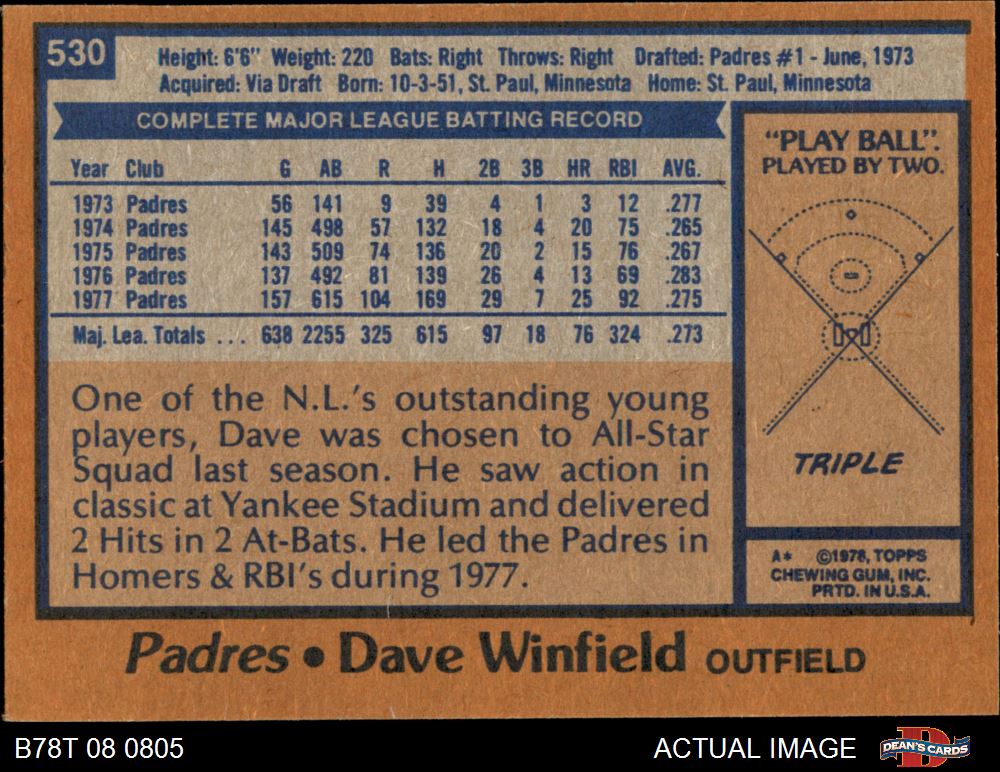 530
Height: 6'6" Weight: 220 Bats: Right Throws: Right Drafted: Padres #1 - June, 1973
Acquired: Via Draft Born: 10-3-51, St. Paul, Minnesota Home: St. Paul, Minnesota
COMPLETE MAJOR LEAGUE BATTING RECORD
Year Club G AB R H 2B 3B HR RBI AVG.
1973 Padres 56 141 9 39 4 1 3 12 .277
1974 Padres 145 498 57 132 18 4 20 75 .265
1975 Padres 143 509 74 136 20 2 15 76 .267
1976 Padres 137 492 81 139 26 4 13 69 .283
1977 Padres 157 615 104 169 29 7 25 92 .275
Maj. Lea. Totals ... 638 2255 325 615 97 18 76 324 .273
One of the N.L.'s outstanding young
players, Dave was chosen to All-Star
Squad last season. He saw action in
classic at Yankee Stadium and delivered
2 Hits in 2 At-Bats. He led the Padres in
Homers & RBI's during 1977.
"PLAY BALL".
PLAYED BY TWO.
TRIPLE
A* ©1978, TOPPS
CHEWING GUM, INC.
PRTD. IN U.S.A.
Padres • Dave Winfield OUTFIELD
B78T 08 0805
ACTUAL IMAGE
DEAN'S CARDS